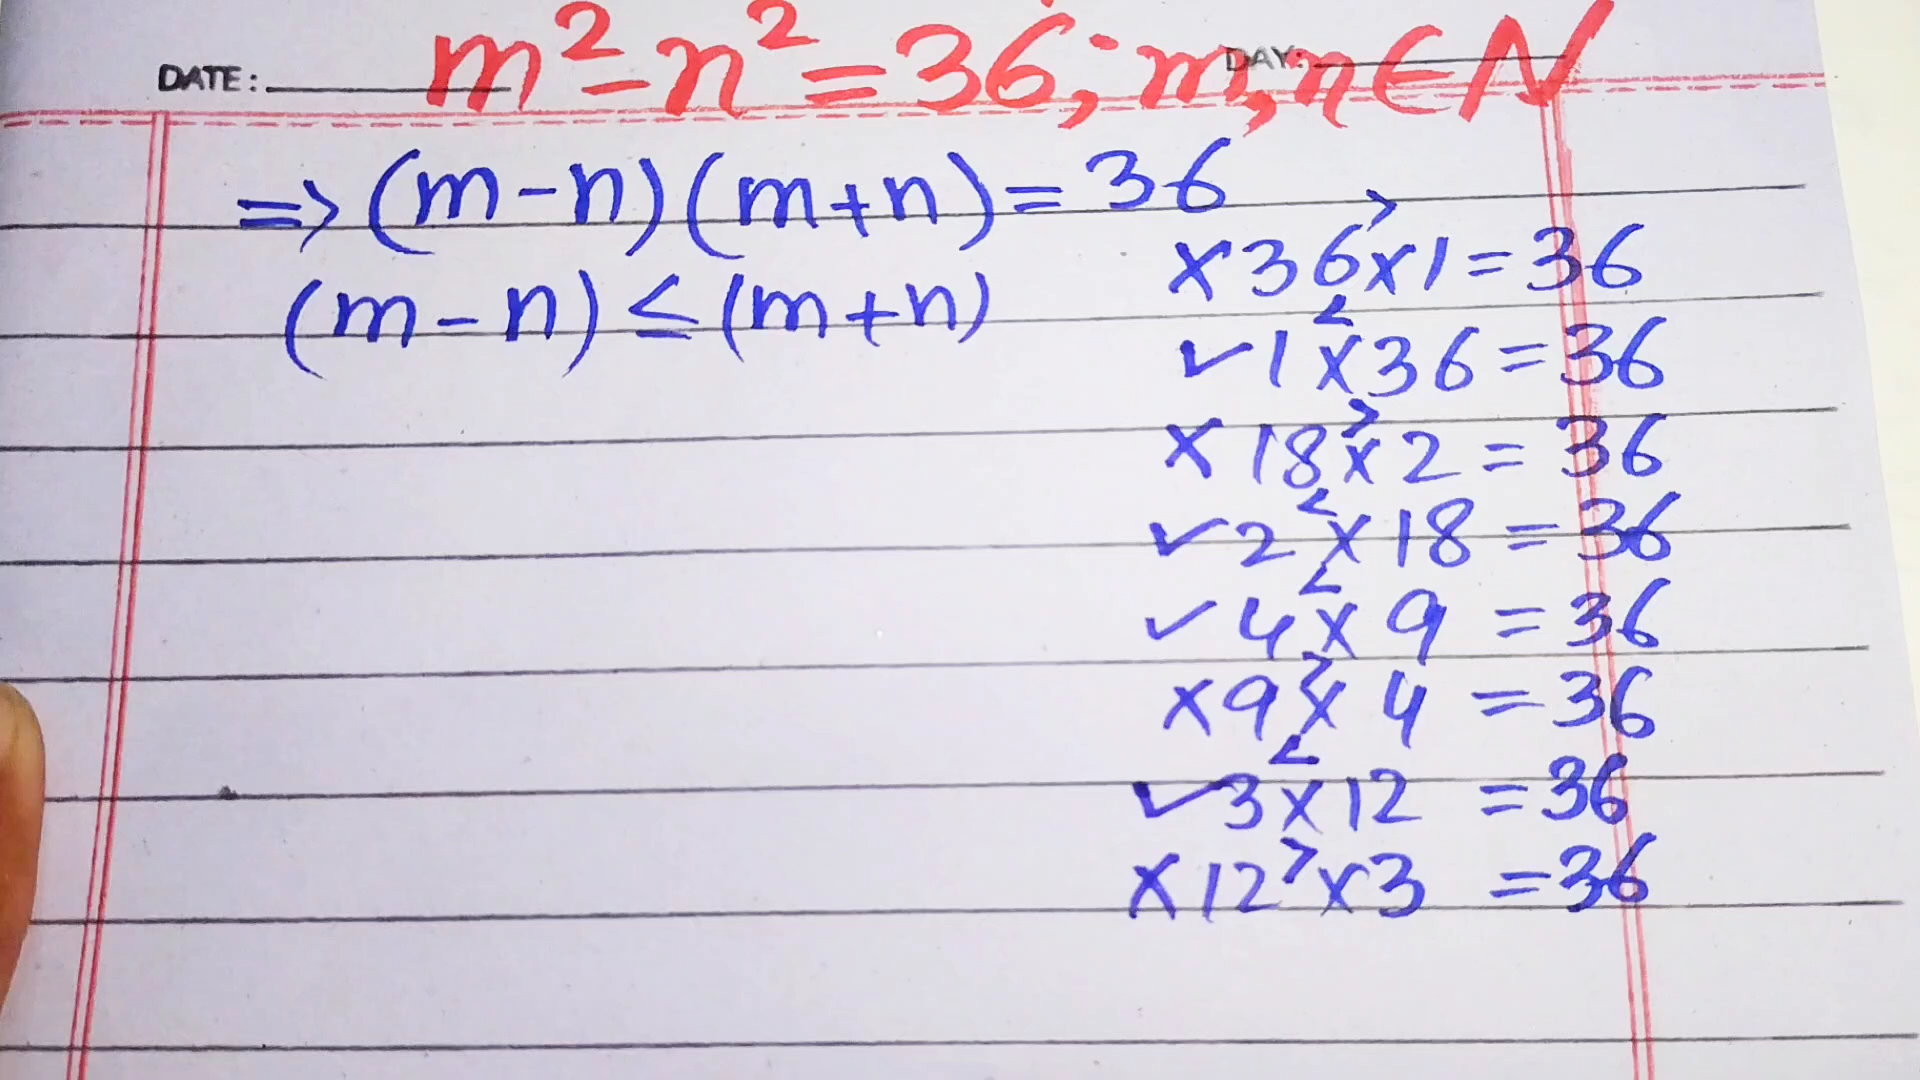 DATE: DAY:
m² - n² = 36; m, n ∈ N
=> (m - n)(m + n) = 36
(m - n) ≤ (m + n)
>
× 36 × 1 = 36
<
✓ 1 × 36 = 36
>
× 18 × 2 = 36
<
✓ 2 × 18 = 36
<
✓ 4 × 9 = 36
>
× 9 × 4 = 36
<
✓ 3 × 12 = 36
× 12 > × 3 = 36